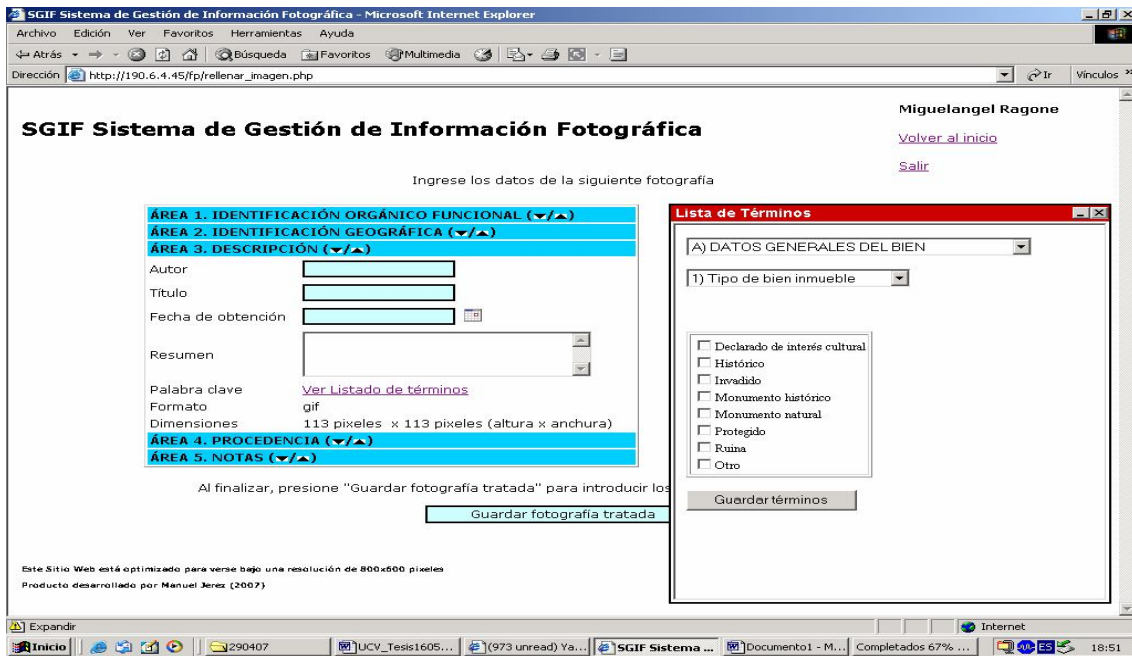 SGIF Sistema de Gestión de Información Fotográfica - Microsoft Internet Explorer
Archivo Edición Ver Favoritos Herramientas Ayuda
Atrás Búsqueda Favoritos Multimedia
Dirección http://190.6.4.45/fp/rellenar_imagen.php Ir Vínculos »
Miguelangel Ragone
SGIF Sistema de Gestión de Información Fotográfica
Volver al inicio
Salir
Ingrese los datos de la siguiente fotografía
ÁREA 1. IDENTIFICACIÓN ORGÁNICO FUNCIONAL (▼/▲)
ÁREA 2. IDENTIFICACIÓN GEOGRÁFICA (▼/▲)
ÁREA 3. DESCRIPCIÓN (▼/▲)
Autor
Título
Fecha de obtención
Resumen
Palabra clave Ver Listado de términos
Formato gif
Dimensiones 113 pixeles x 113 pixeles (altura x anchura)
ÁREA 4. PROCEDENCIA (▼/▲)
ÁREA 5. NOTAS (▼/▲)
Al finalizar, presione "Guardar fotografía tratada" para introducir los
Guardar fotografía tratada
Lista de Términos
A) DATOS GENERALES DEL BIEN
1) Tipo de bien inmueble
Declarado de interés cultural
Histórico
Invadido
Monumento histórico
Monumento natural
Protegido
Ruina
Otro
Guardar términos
Este Sitio Web está optimizado para verse bajo una resolución de 800x600 pixeles
Producto desarrollado por Manuel Jerez (2007)
Expandir Internet
Inicio 290407 UCV_Tesis1605... (973 unread) Ya... SGIF Sistema ... Documento1 - M... Completados 67% ... ES 18:51